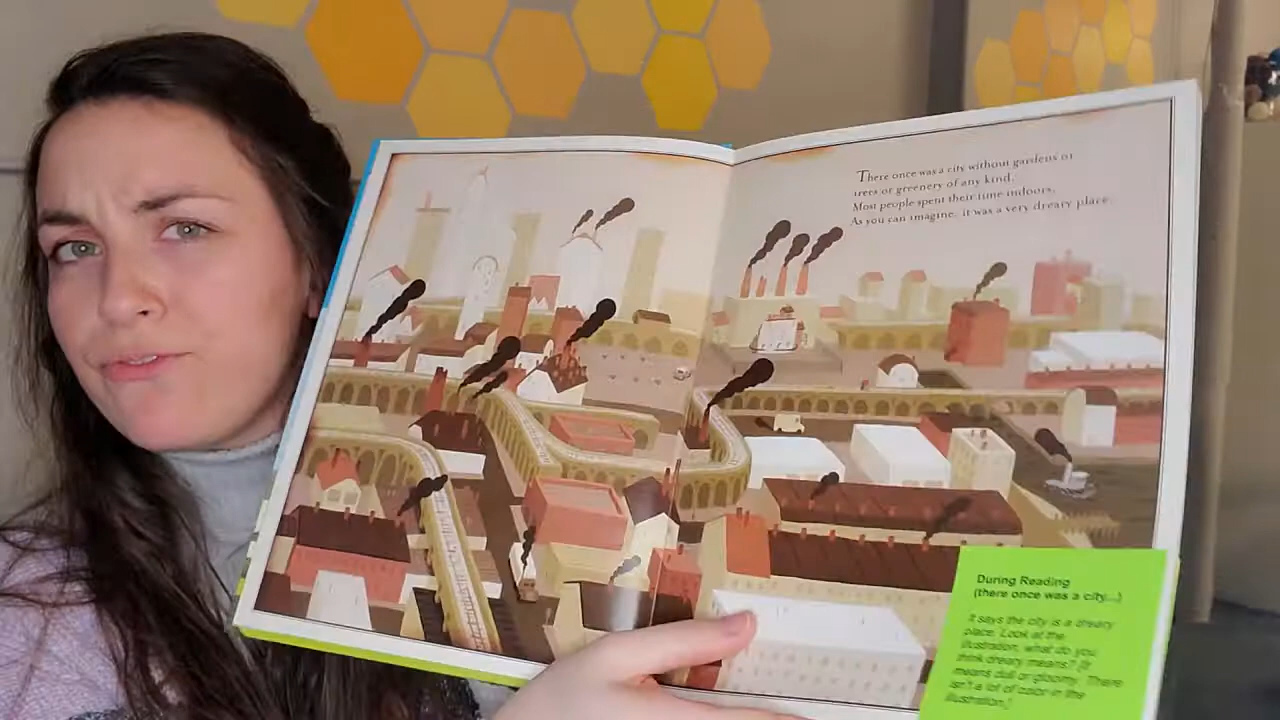 There once was a city without gardens or
trees or greenery of any kind.
Most people spent their time indoors.
As you can imagine, it was a very dreary place.
During Reading
(there once was a city...)
It says the city is a dreary
place. Look at the
illustration, what do you
think dreary means? (It
means dull or gloomy. There
isn't a lot of color in the
illustration.)